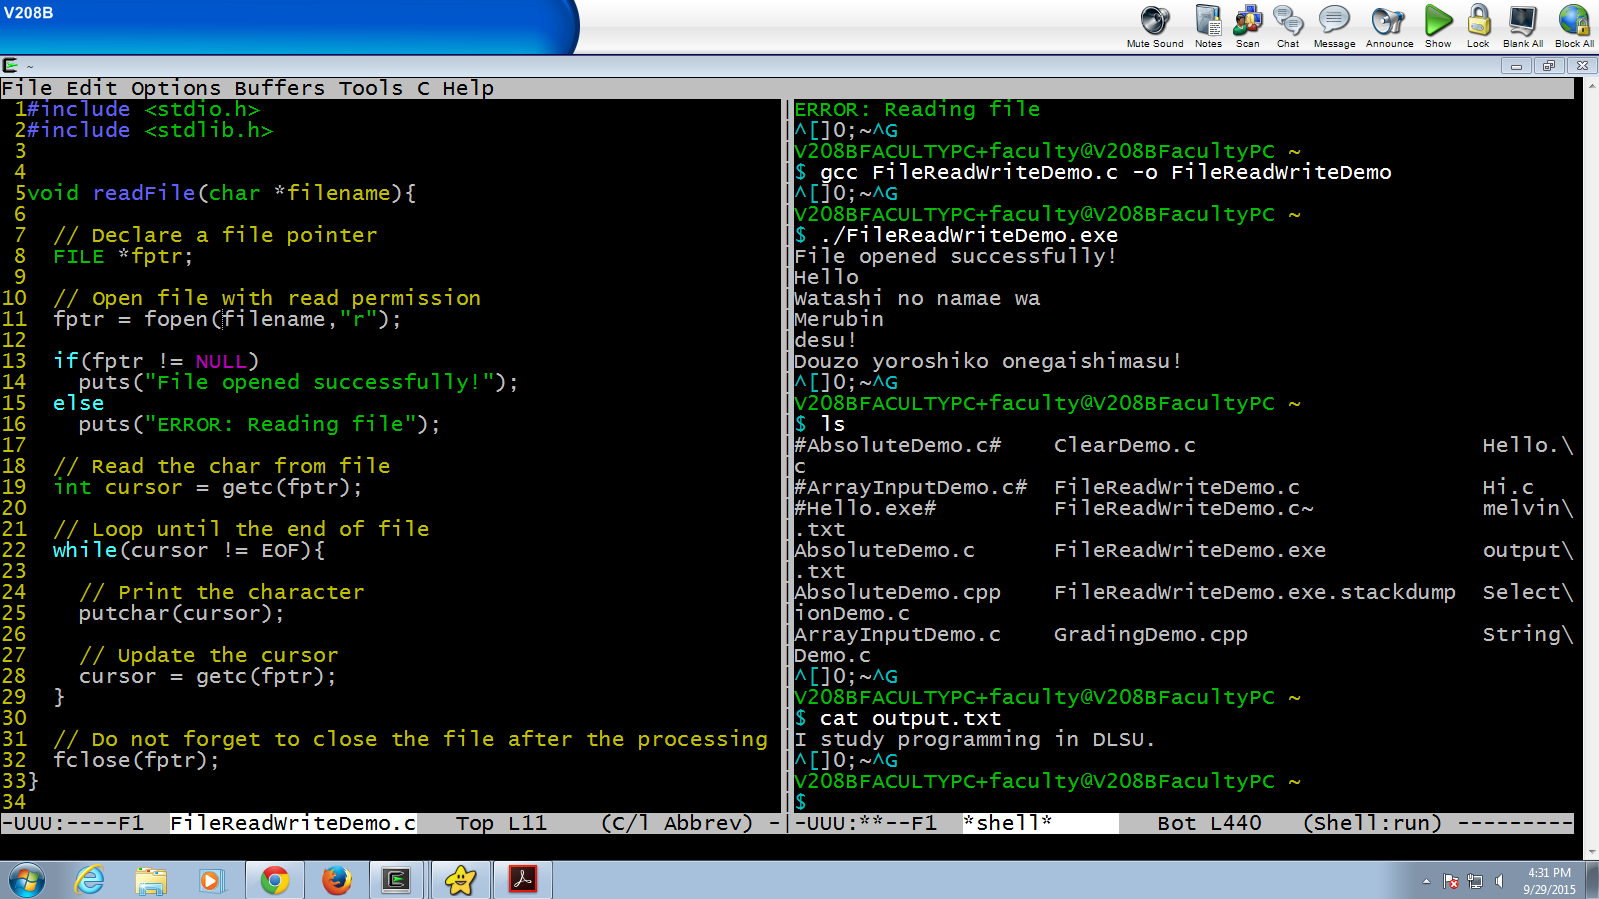 V208B
Mute Sound Notes Scan Chat Message Announce Show Lock Blank All Block All
~
File Edit Options Buffers Tools C Help
1#include <stdio.h>
2#include <stdlib.h>
3
4
5void readFile(char *filename){
6
7 // Declare a file pointer
8 FILE *fptr;
9
10 // Open file with read permission
11 fptr = fopen(filename,"r");
12
13 if(fptr != NULL)
14 puts("File opened successfully!");
15 else
16 puts("ERROR: Reading file");
17
18 // Read the char from file
19 int cursor = getc(fptr);
20
21 // Loop until the end of file
22 while(cursor != EOF){
23
24 // Print the character
25 putchar(cursor);
26
27 // Update the cursor
28 cursor = getc(fptr);
29 }
30
31 // Do not forget to close the file after the processing
32 fclose(fptr);
33}
34
-UUU:----F1 FileReadWriteDemo.c Top L11 (C/l Abbrev) -
ERROR: Reading file
^[]0;~^G
V208BFACULTYPC+faculty@V208BFacultyPC ~
$ gcc FileReadWriteDemo.c -o FileReadWriteDemo
^[]0;~^G
V208BFACULTYPC+faculty@V208BFacultyPC ~
$ ./FileReadWriteDemo.exe
File opened successfully!
Hello
Watashi no namae wa
Merubin
desu!
Douzo yoroshiko onegaishimasu!
^[]0;~^G
V208BFACULTYPC+faculty@V208BFacultyPC ~
$ ls
#AbsoluteDemo.c# ClearDemo.c Hello.\
c
#ArrayInputDemo.c# FileReadWriteDemo.c Hi.c
#Hello.exe# FileReadWriteDemo.c~ melvin\
.txt
AbsoluteDemo.c FileReadWriteDemo.exe output\
.txt
AbsoluteDemo.cpp FileReadWriteDemo.exe.stackdump Select\
ionDemo.c
ArrayInputDemo.c GradingDemo.cpp String\
Demo.c
^[]0;~^G
V208BFACULTYPC+faculty@V208BFacultyPC ~
$ cat output.txt
I study programming in DLSU.
^[]0;~^G
V208BFACULTYPC+faculty@V208BFacultyPC ~
$
-UUU:**--F1 *shell* Bot L440 (Shell:run) ---------
4:31 PM
9/29/2015